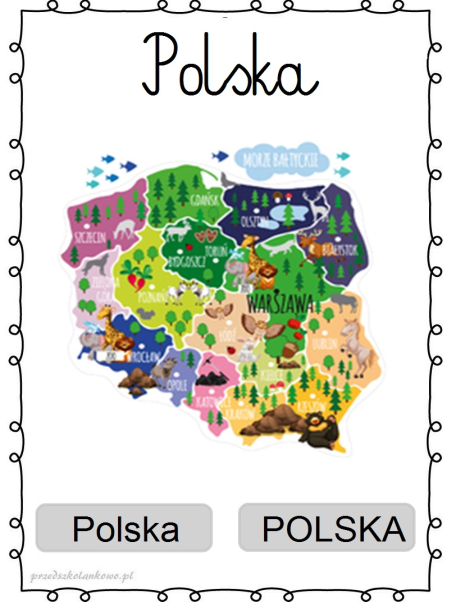 Polska
MORZE BAŁTYCKIE
GDAŃSK
SZCZECIN
OLSZTYN
TORUŃ
BYDGOSZCZ
BIAŁYSTOK
POZNAŃ
WARSZAWA
ŁÓDŹ
LUBLIN
WROCŁAW
OPOLE
KATOWICE
KRAKÓW
RZESZÓW
Polska
POLSKA
przedszkolankowo.pl